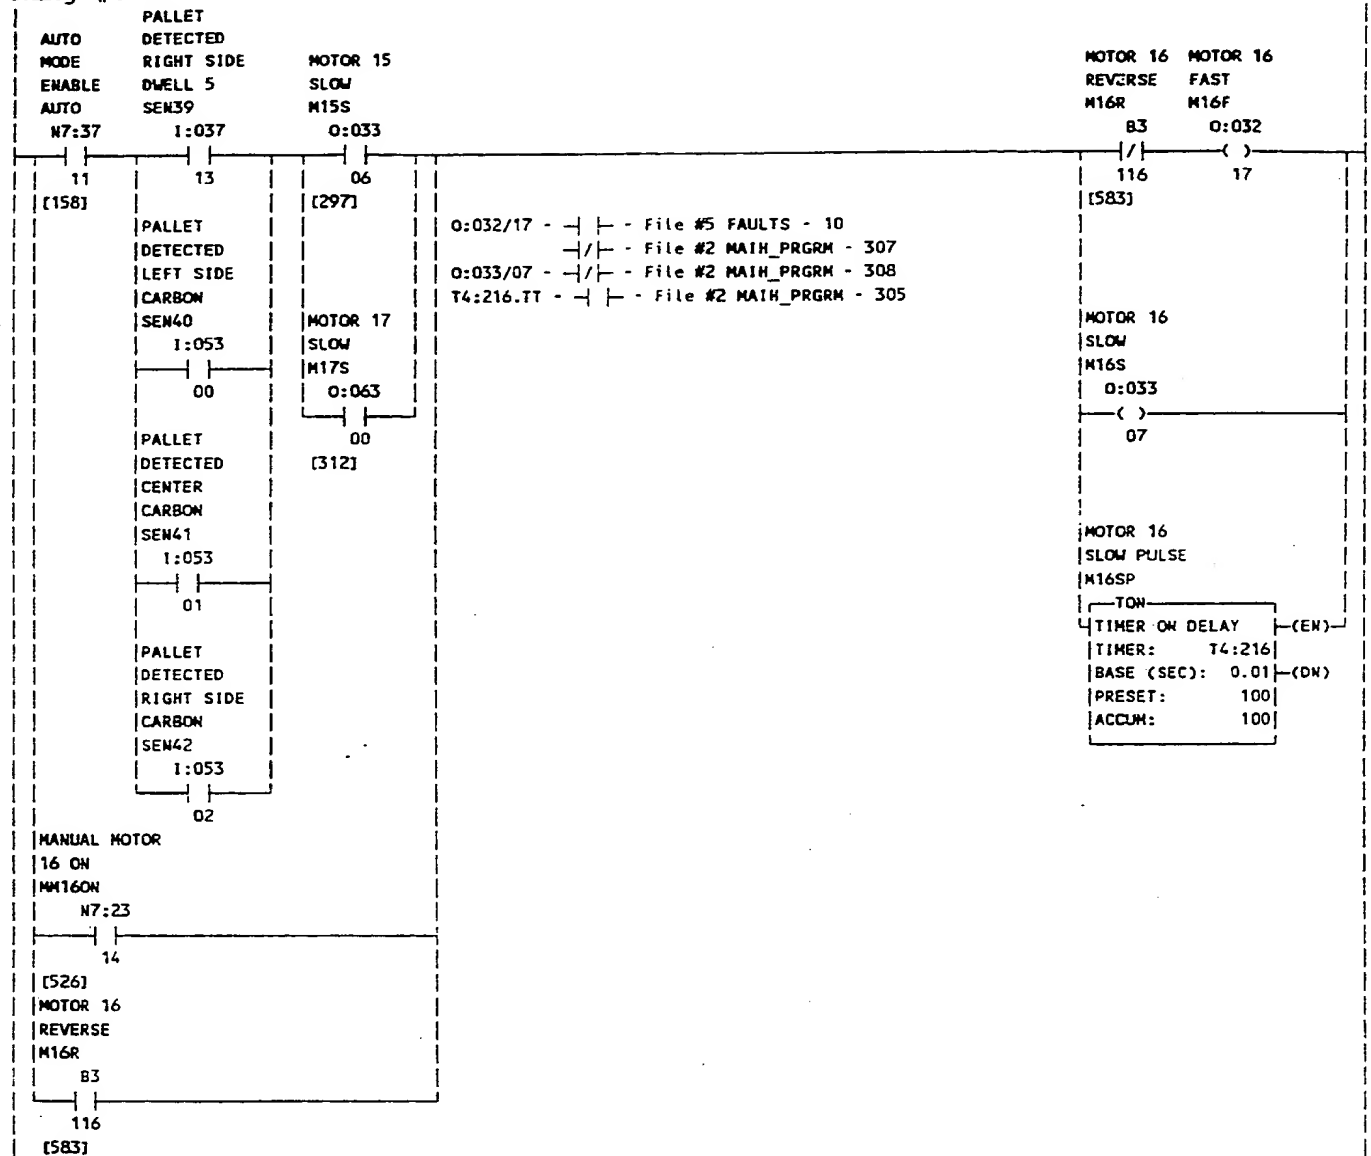 PALLET
AUTO DETECTED
MODE RIGHT SIDE MOTOR 15 MOTOR 16 MOTOR 16
ENABLE DWELL 5 SLOW REVERSE FAST
AUTO SEN39 M15S M16R M16F
N7:37 I:037 O:033 B3 O:032
11 13 06 116 17
[158] [297] [583]
PALLET O:032/17 - ┤ ├ - File #5 FAULTS - 10
DETECTED ┤/├ - File #2 MAIN_PRGRM - 307
LEFT SIDE O:033/07 - ┤/├ - File #2 MAIN_PRGRM - 308
CARBON T4:216.TT - ┤ ├ - File #2 MAIN_PRGRM - 305
SEN40 MOTOR 17 MOTOR 16
I:053 SLOW SLOW
M17S M16S
00 O:063 O:033
PALLET 00 07
DETECTED [312]
CENTER
CARBON
SEN41 MOTOR 16
I:053 SLOW PULSE
M16SP
01 TON
TIMER ON DELAY (EN)
PALLET TIMER: T4:216
DETECTED BASE (SEC): 0.01 (DN)
RIGHT SIDE PRESET: 100
CARBON ACCUM: 100
SEN42
I:053
02
MANUAL MOTOR
16 ON
MM16ON
N7:23
14
[526]
MOTOR 16
REVERSE
M16R
B3
116
[583]